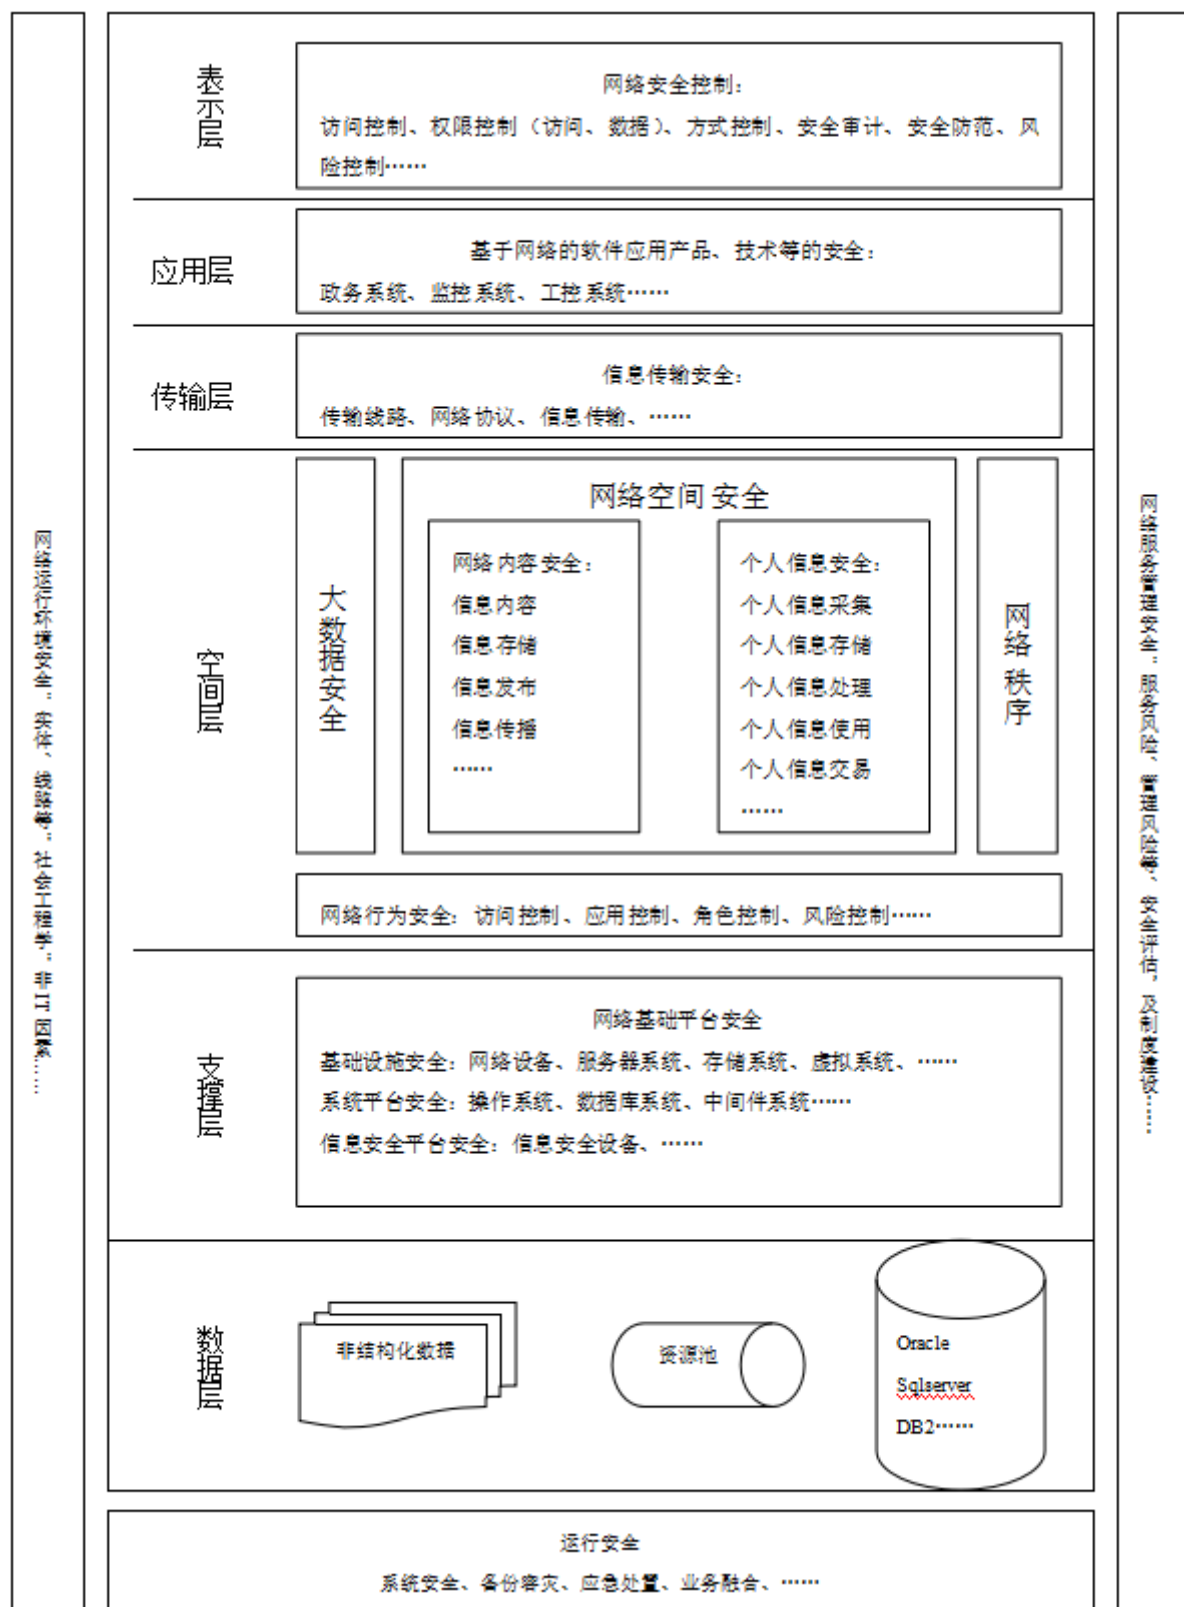 网络运行环境安全：实体、线路等；社会工程学；非IT因素……
表示层
网络安全控制：
访问控制、权限控制（访问、数据）、方式控制、安全审计、安全防范、风
险控制……
应用层
基于网络的软件应用产品、技术等的安全：
政务系统、监控系统、工控系统……
传输层
信息传输安全：
传输线路、网络协议、信息传输、……
空间层
大数据安全
网络空间安全
网络内容安全：
信息内容
信息存储
信息发布
信息传播
……
个人信息安全：
个人信息采集
个人信息存储
个人信息处理
个人信息使用
个人信息交易
……
网络秩序
网络行为安全：访问控制、应用控制、角色控制、风险控制……
支撑层
网络基础平台安全
基础设施安全：网络设备、服务器系统、存储系统、虚拟系统、……
系统平台安全：操作系统、数据库系统、中间件系统……
信息安全平台安全：信息安全设备、……
数据层
非结构化数据
资源池
Oracle
Sqlserver
DB2……
运行安全
系统安全、备份容灾、应急处置、业务融合、……
网络服务管理安全：服务风险、管理风险等、安全评估，及制度建设……